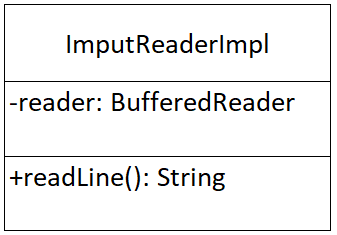 ImputReaderImpl
-reader: BufferedReader
+readLine(): String